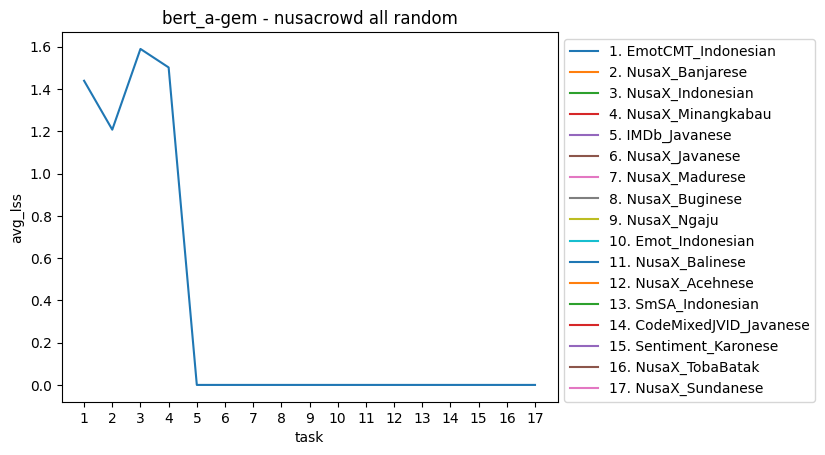 bert_a-gem - nusacrowd all random
avg_lss
1.6
1.4
1.2
1.0
0.8
0.6
0.4
0.2
0.0
1 2 3 4 5 6 7 8 9 10 11 12 13 14 15 16 17
task
1. EmotCMT_Indonesian
2. NusaX_Banjarese
3. NusaX_Indonesian
4. NusaX_Minangkabau
5. IMDb_Javanese
6. NusaX_Javanese
7. NusaX_Madurese
8. NusaX_Buginese
9. NusaX_Ngaju
10. Emot_Indonesian
11. NusaX_Balinese
12. NusaX_Acehnese
13. SmSA_Indonesian
14. CodeMixedJVID_Javanese
15. Sentiment_Karonese
16. NusaX_TobaBatak
17. NusaX_Sundanese